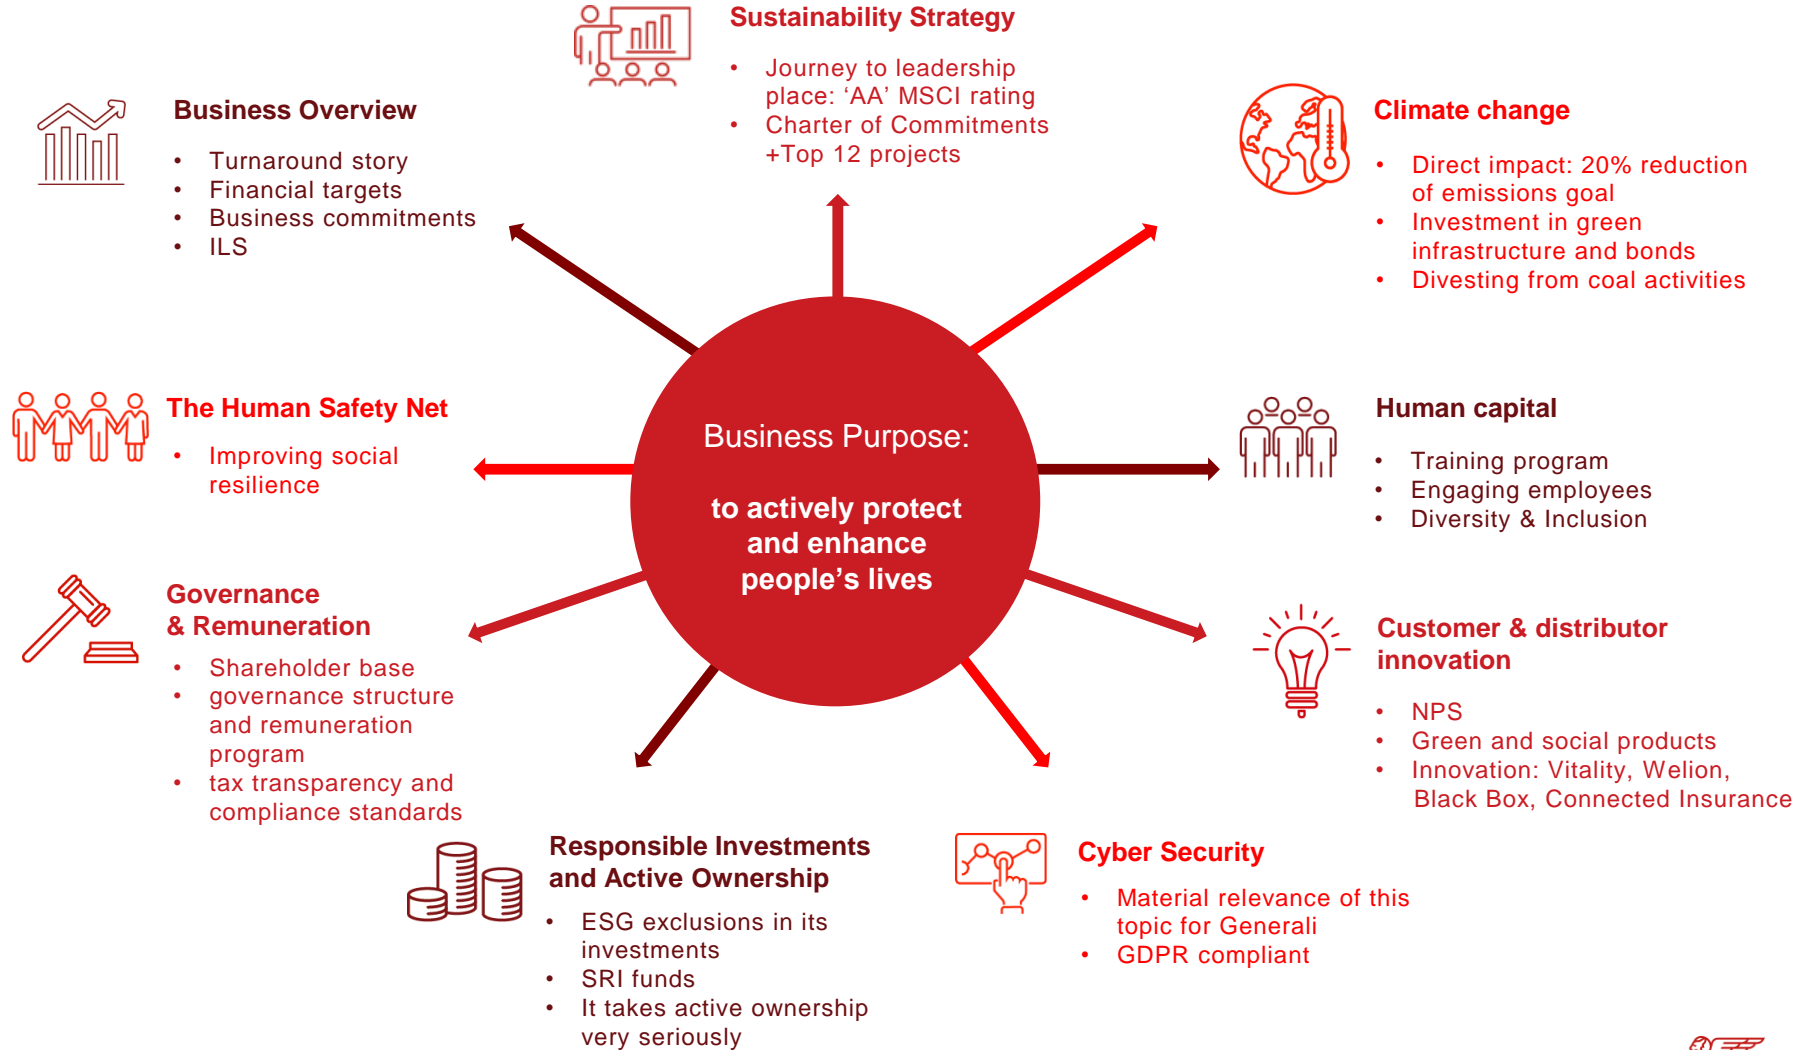 Sustainability Strategy
• Journey to leadership
place: ‘AA’ MSCI rating
• Charter of Commitments
+Top 12 projects
Business Overview
• Turnaround story
• Financial targets
• Business commitments
• ILS
Climate change
• Direct impact: 20% reduction
of emissions goal
• Investment in green
infrastructure and bonds
• Divesting from coal activities
The Human Safety Net
• Improving social
resilience
Business Purpose:
to actively protect
and enhance
people’s lives
Human capital
• Training program
• Engaging employees
• Diversity & Inclusion
Governance
& Remuneration
• Shareholder base
• governance structure
and remuneration
program
• tax transparency and
compliance standards
Customer & distributor
innovation
• NPS
• Green and social products
• Innovation: Vitality, Welion,
Black Box, Connected Insurance
Responsible Investments
and Active Ownership
• ESG exclusions in its
investments
• SRI funds
• It takes active ownership
very seriously
Cyber Security
• Material relevance of this
topic for Generali
• GDPR compliant